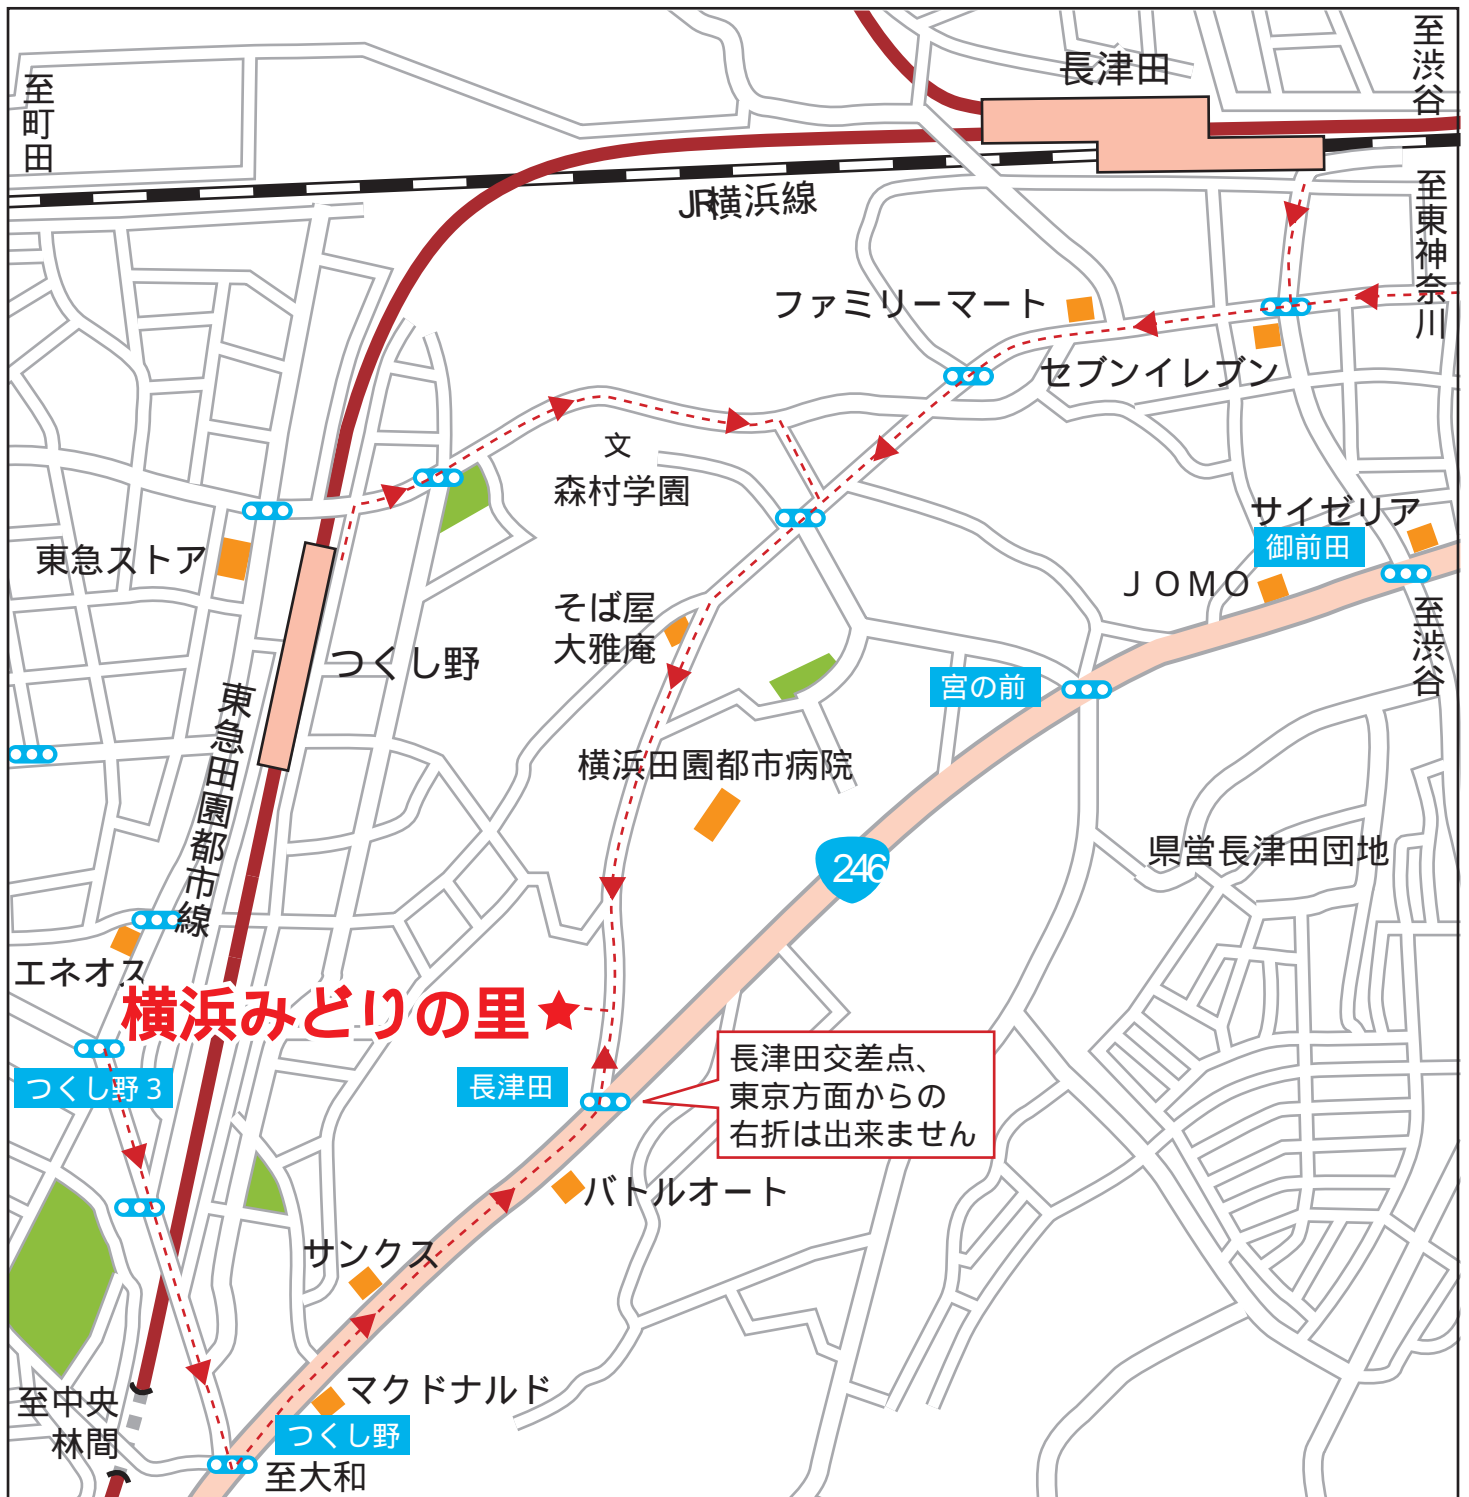 至渋谷
長津田
至町田
至東神奈川
JR横浜線
ファミリーマート
セブンイレブン
文
森村学園
サイゼリア
御前田
東急ストア
ＪＯＭＯ
そば屋
大雅庵
至渋谷
つくし野
宮の前
東急田園都市線
横浜田園都市病院
県営長津田団地
246
エネオス
横浜みどりの里★
長津田交差点、
東京方面からの
右折は出来ません
つくし野３
長津田
バトルオート
サンクス
マクドナルド
至中央
林間
つくし野
至大和